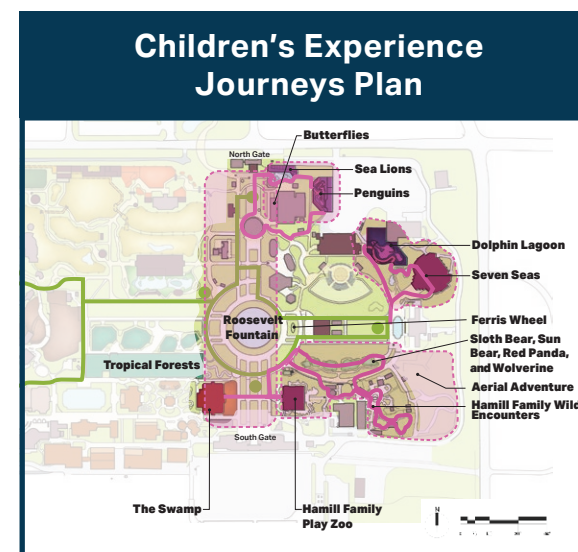 Children's Experience
Journeys Plan
Butterflies
North Gate
Sea Lions
Penguins
Dolphin Lagoon
Seven Seas
Roosevelt
Fountain
Ferris Wheel
Sloth Bear, Sun
Bear, Red Panda,
and Wolverine
Tropical Forests
Aerial Adventure
Hamill Family Wild
Encounters
South Gate
The Swamp
Hamill Family
Play Zoo
N